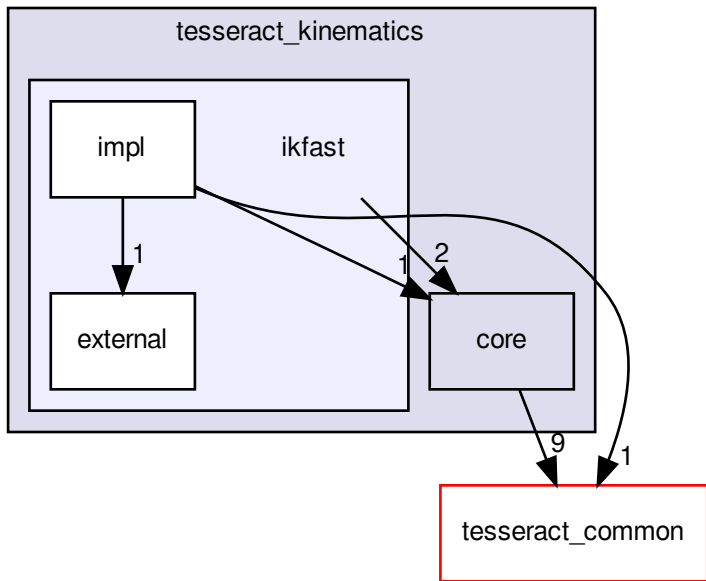 tesseract_kinematics
impl
ikfast
1
1
2
external
core
9
1
tesseract_common